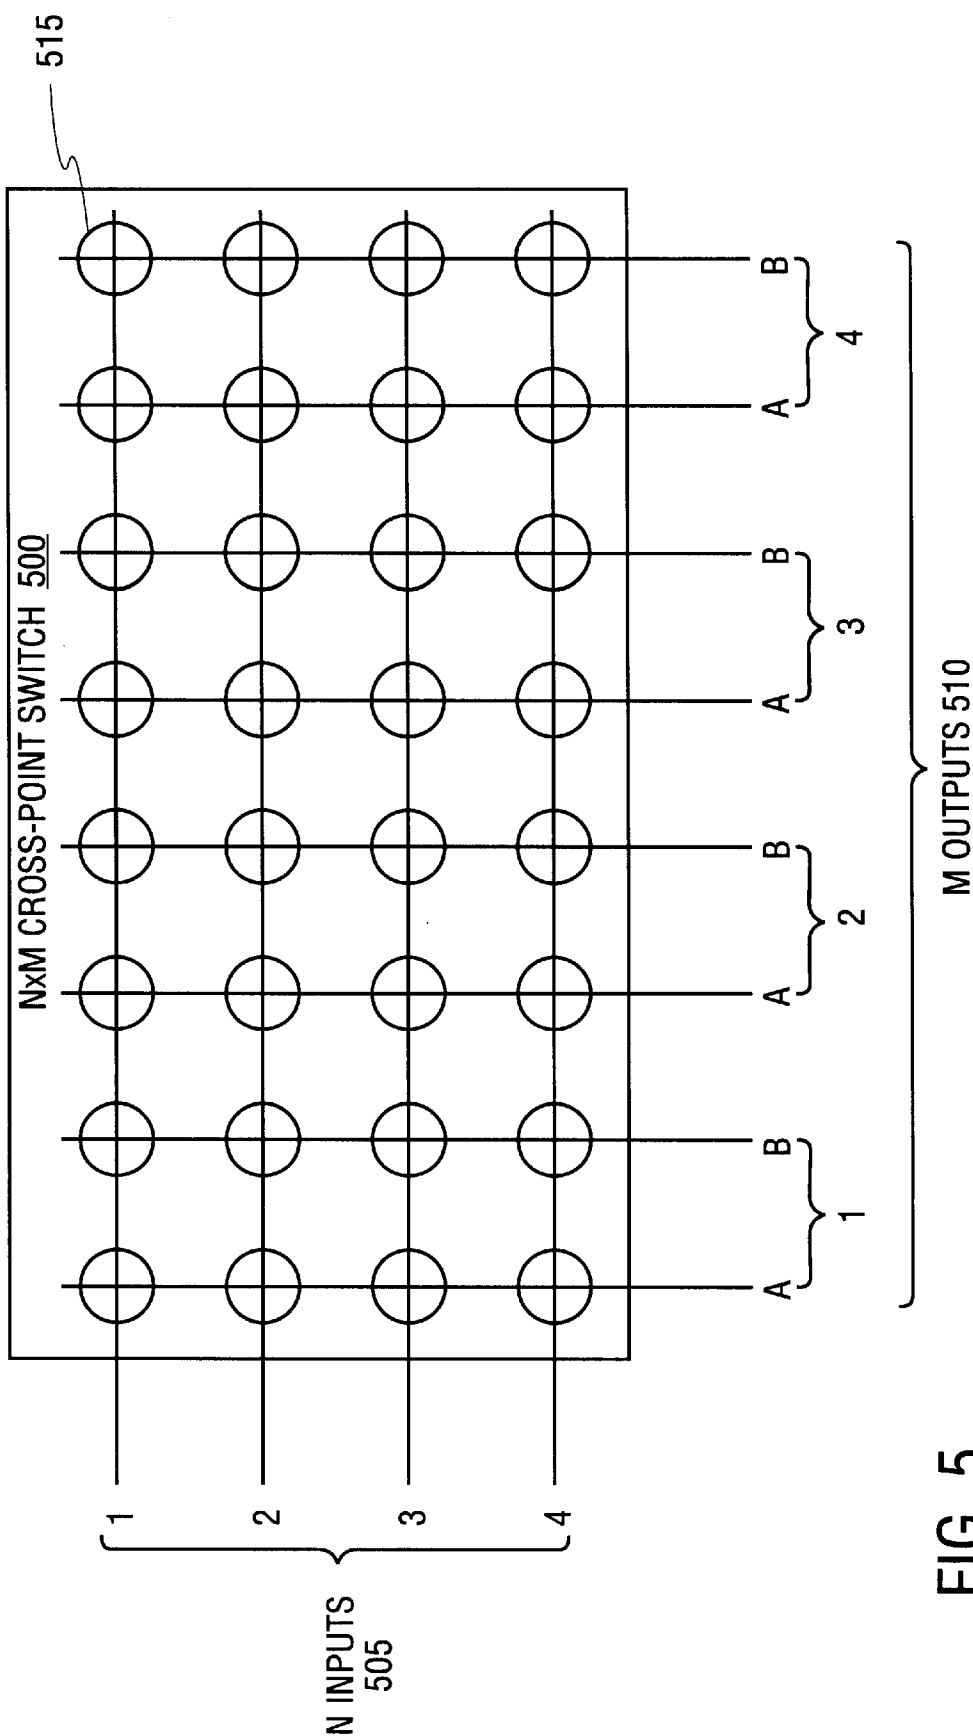 515
NxM CROSS-POINT SWITCH 500
1
2
3
4
N INPUTS
505
A B A B A B A B
1 2 3 4
M OUTPUTS 510
FIG. 5